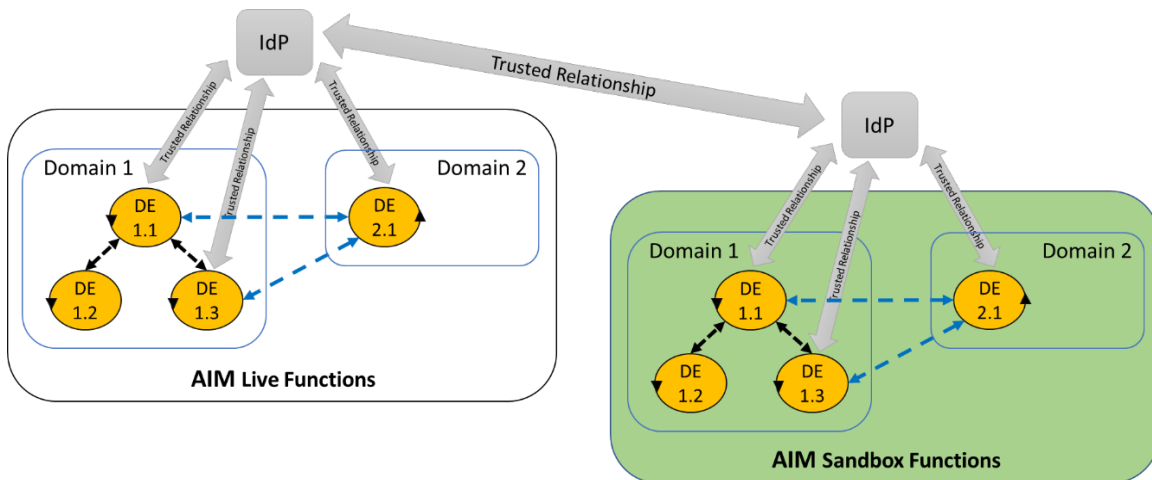 IdP
Trusted Relationship
IdP
Trusted Relationship
Trusted Relationship
Trusted Relationship
Domain 1
Domain 2
DE
1.1
DE
2.1
DE
1.2
DE
1.3
AIM Live Functions
Trusted Relationship
Trusted Relationship
Trusted Relationship
Domain 1
Domain 2
DE
1.1
DE
2.1
DE
1.2
DE
1.3
AIM Sandbox Functions